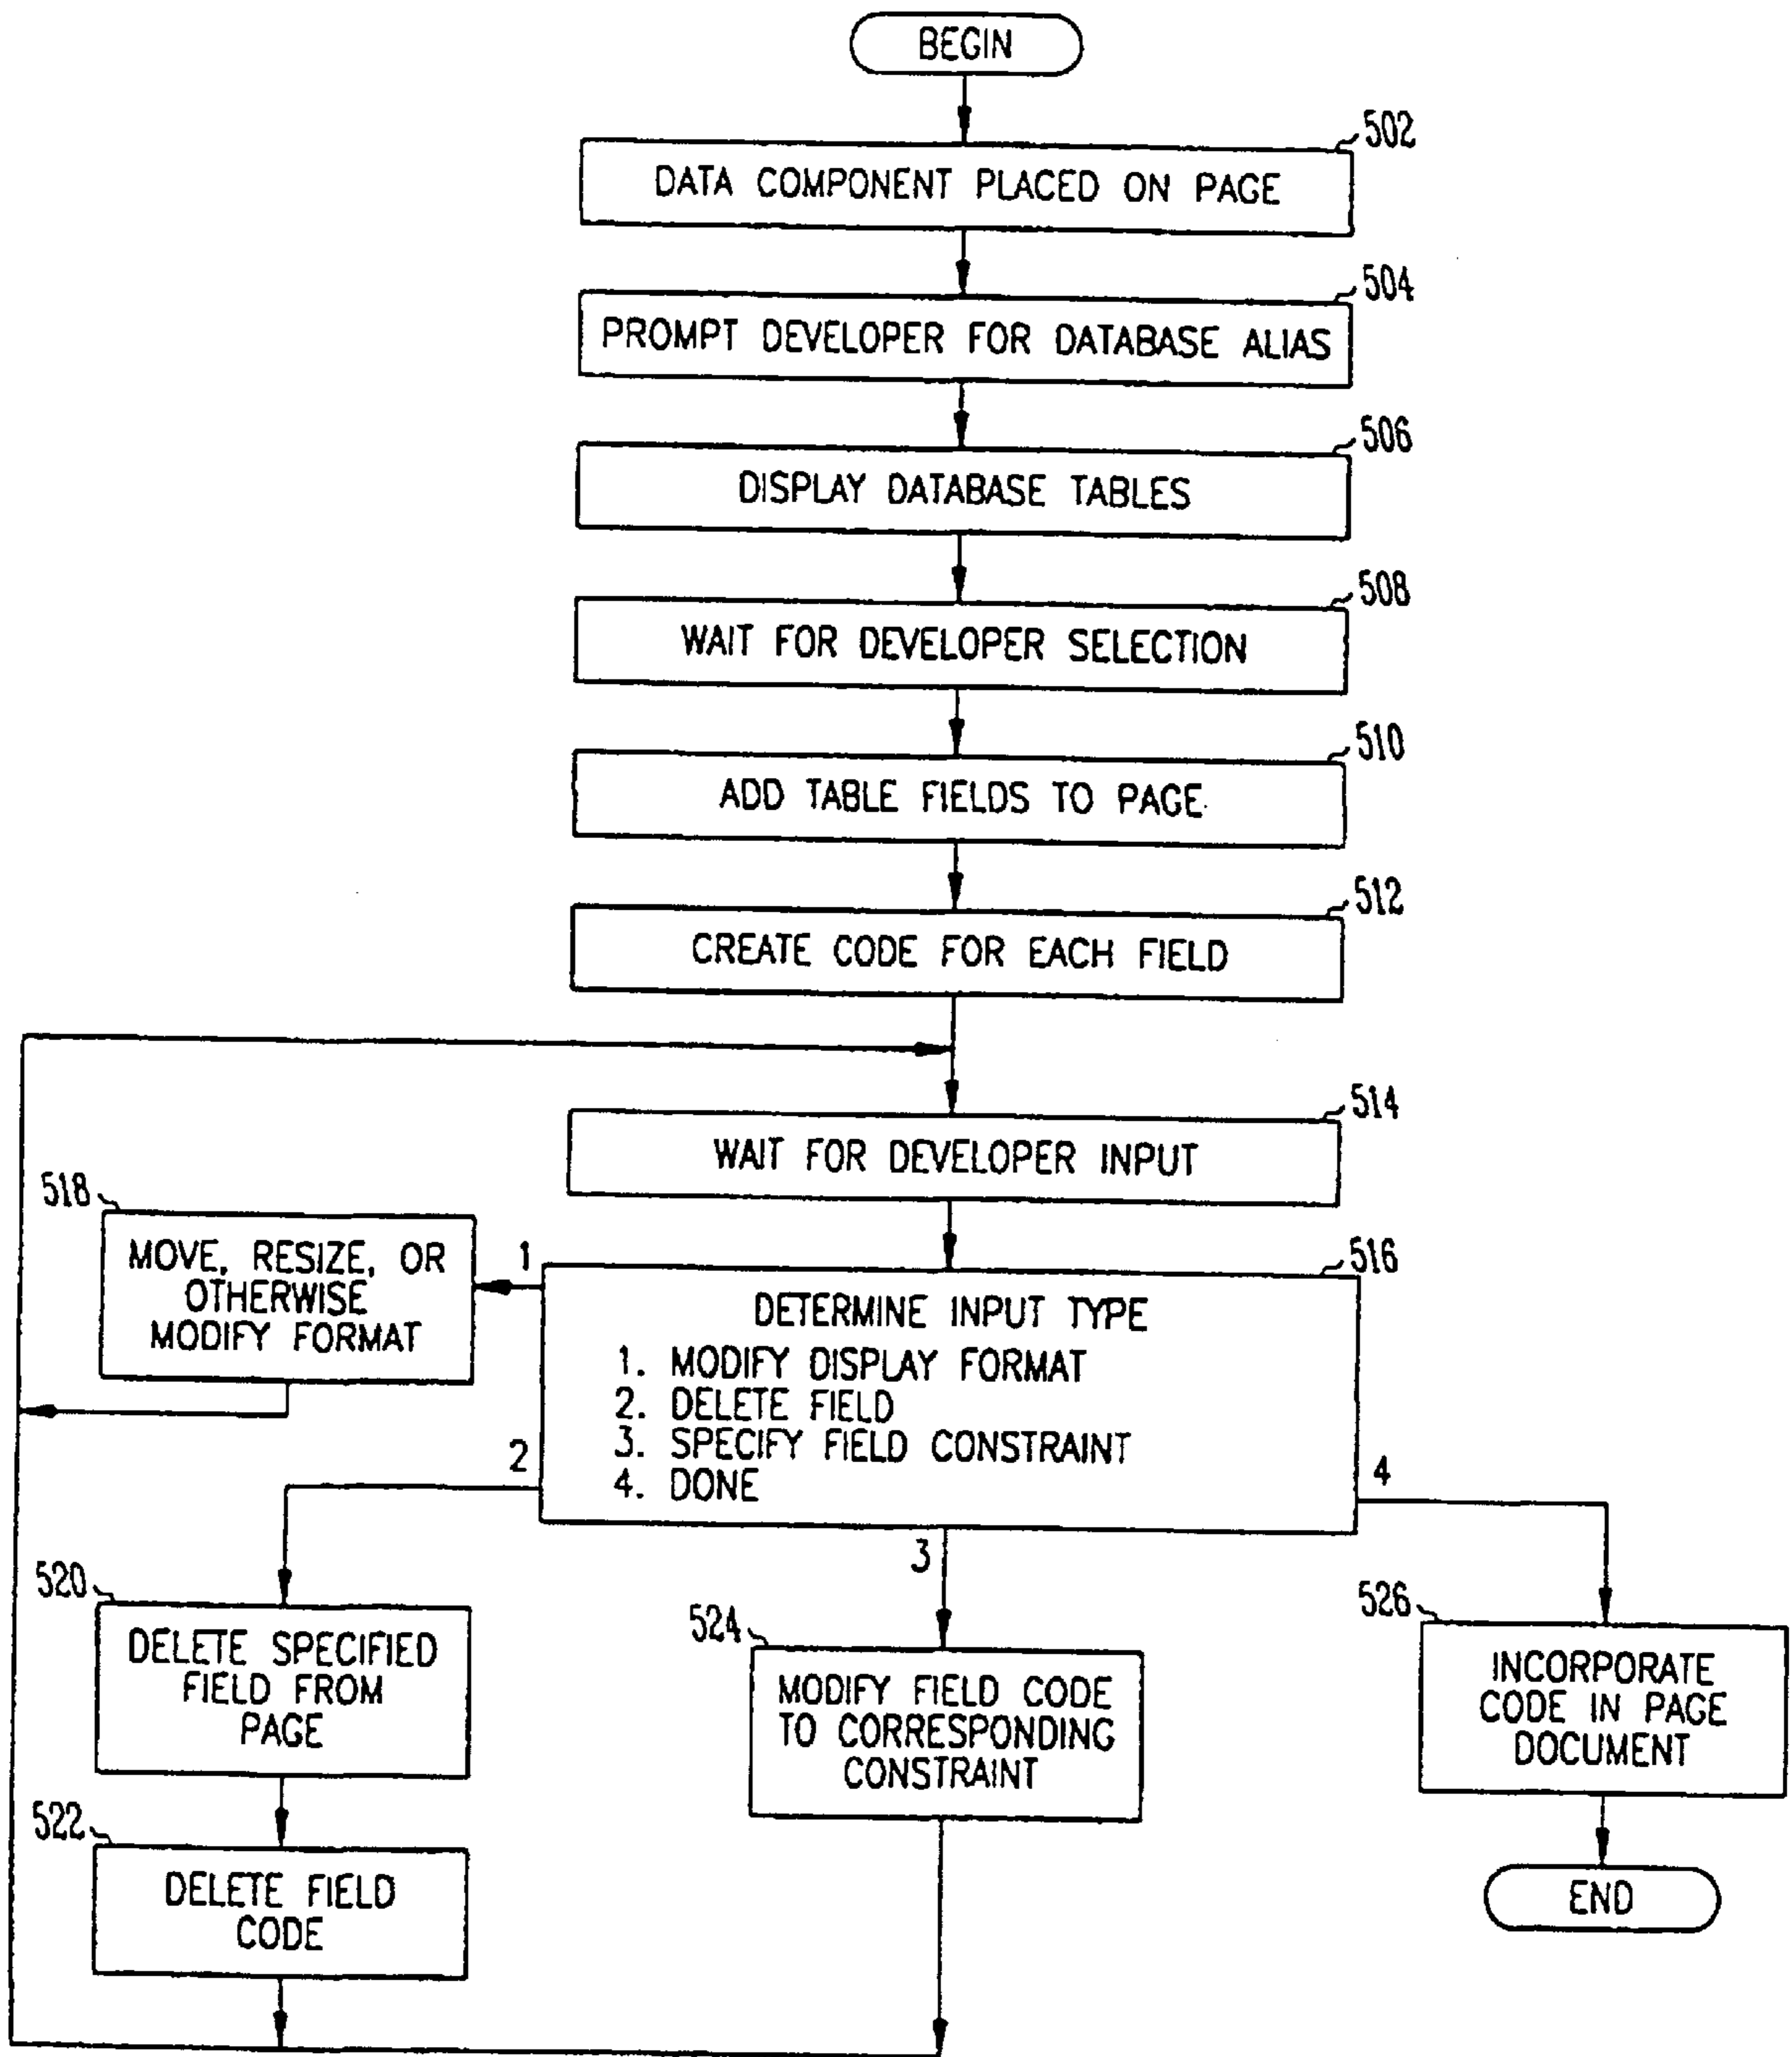 BEGIN
502
DATA COMPONENT PLACED ON PAGE
504
PROMPT DEVELOPER FOR DATABASE ALIAS
506
DISPLAY DATABASE TABLES
508
WAIT FOR DEVELOPER SELECTION
510
ADD TABLE FIELDS TO PAGE
512
CREATE CODE FOR EACH FIELD
514
WAIT FOR DEVELOPER INPUT
518
MOVE, RESIZE, OR
OTHERWISE
MODIFY FORMAT
1
516
DETERMINE INPUT TYPE
1. MODIFY DISPLAY FORMAT
2. DELETE FIELD
3. SPECIFY FIELD CONSTRAINT
4. DONE
2
4
3
520
DELETE SPECIFIED
FIELD FROM
PAGE
522
DELETE FIELD
CODE
524
MODIFY FIELD CODE
TO CORRESPONDING
CONSTRAINT
526
INCORPORATE
CODE IN PAGE
DOCUMENT
END